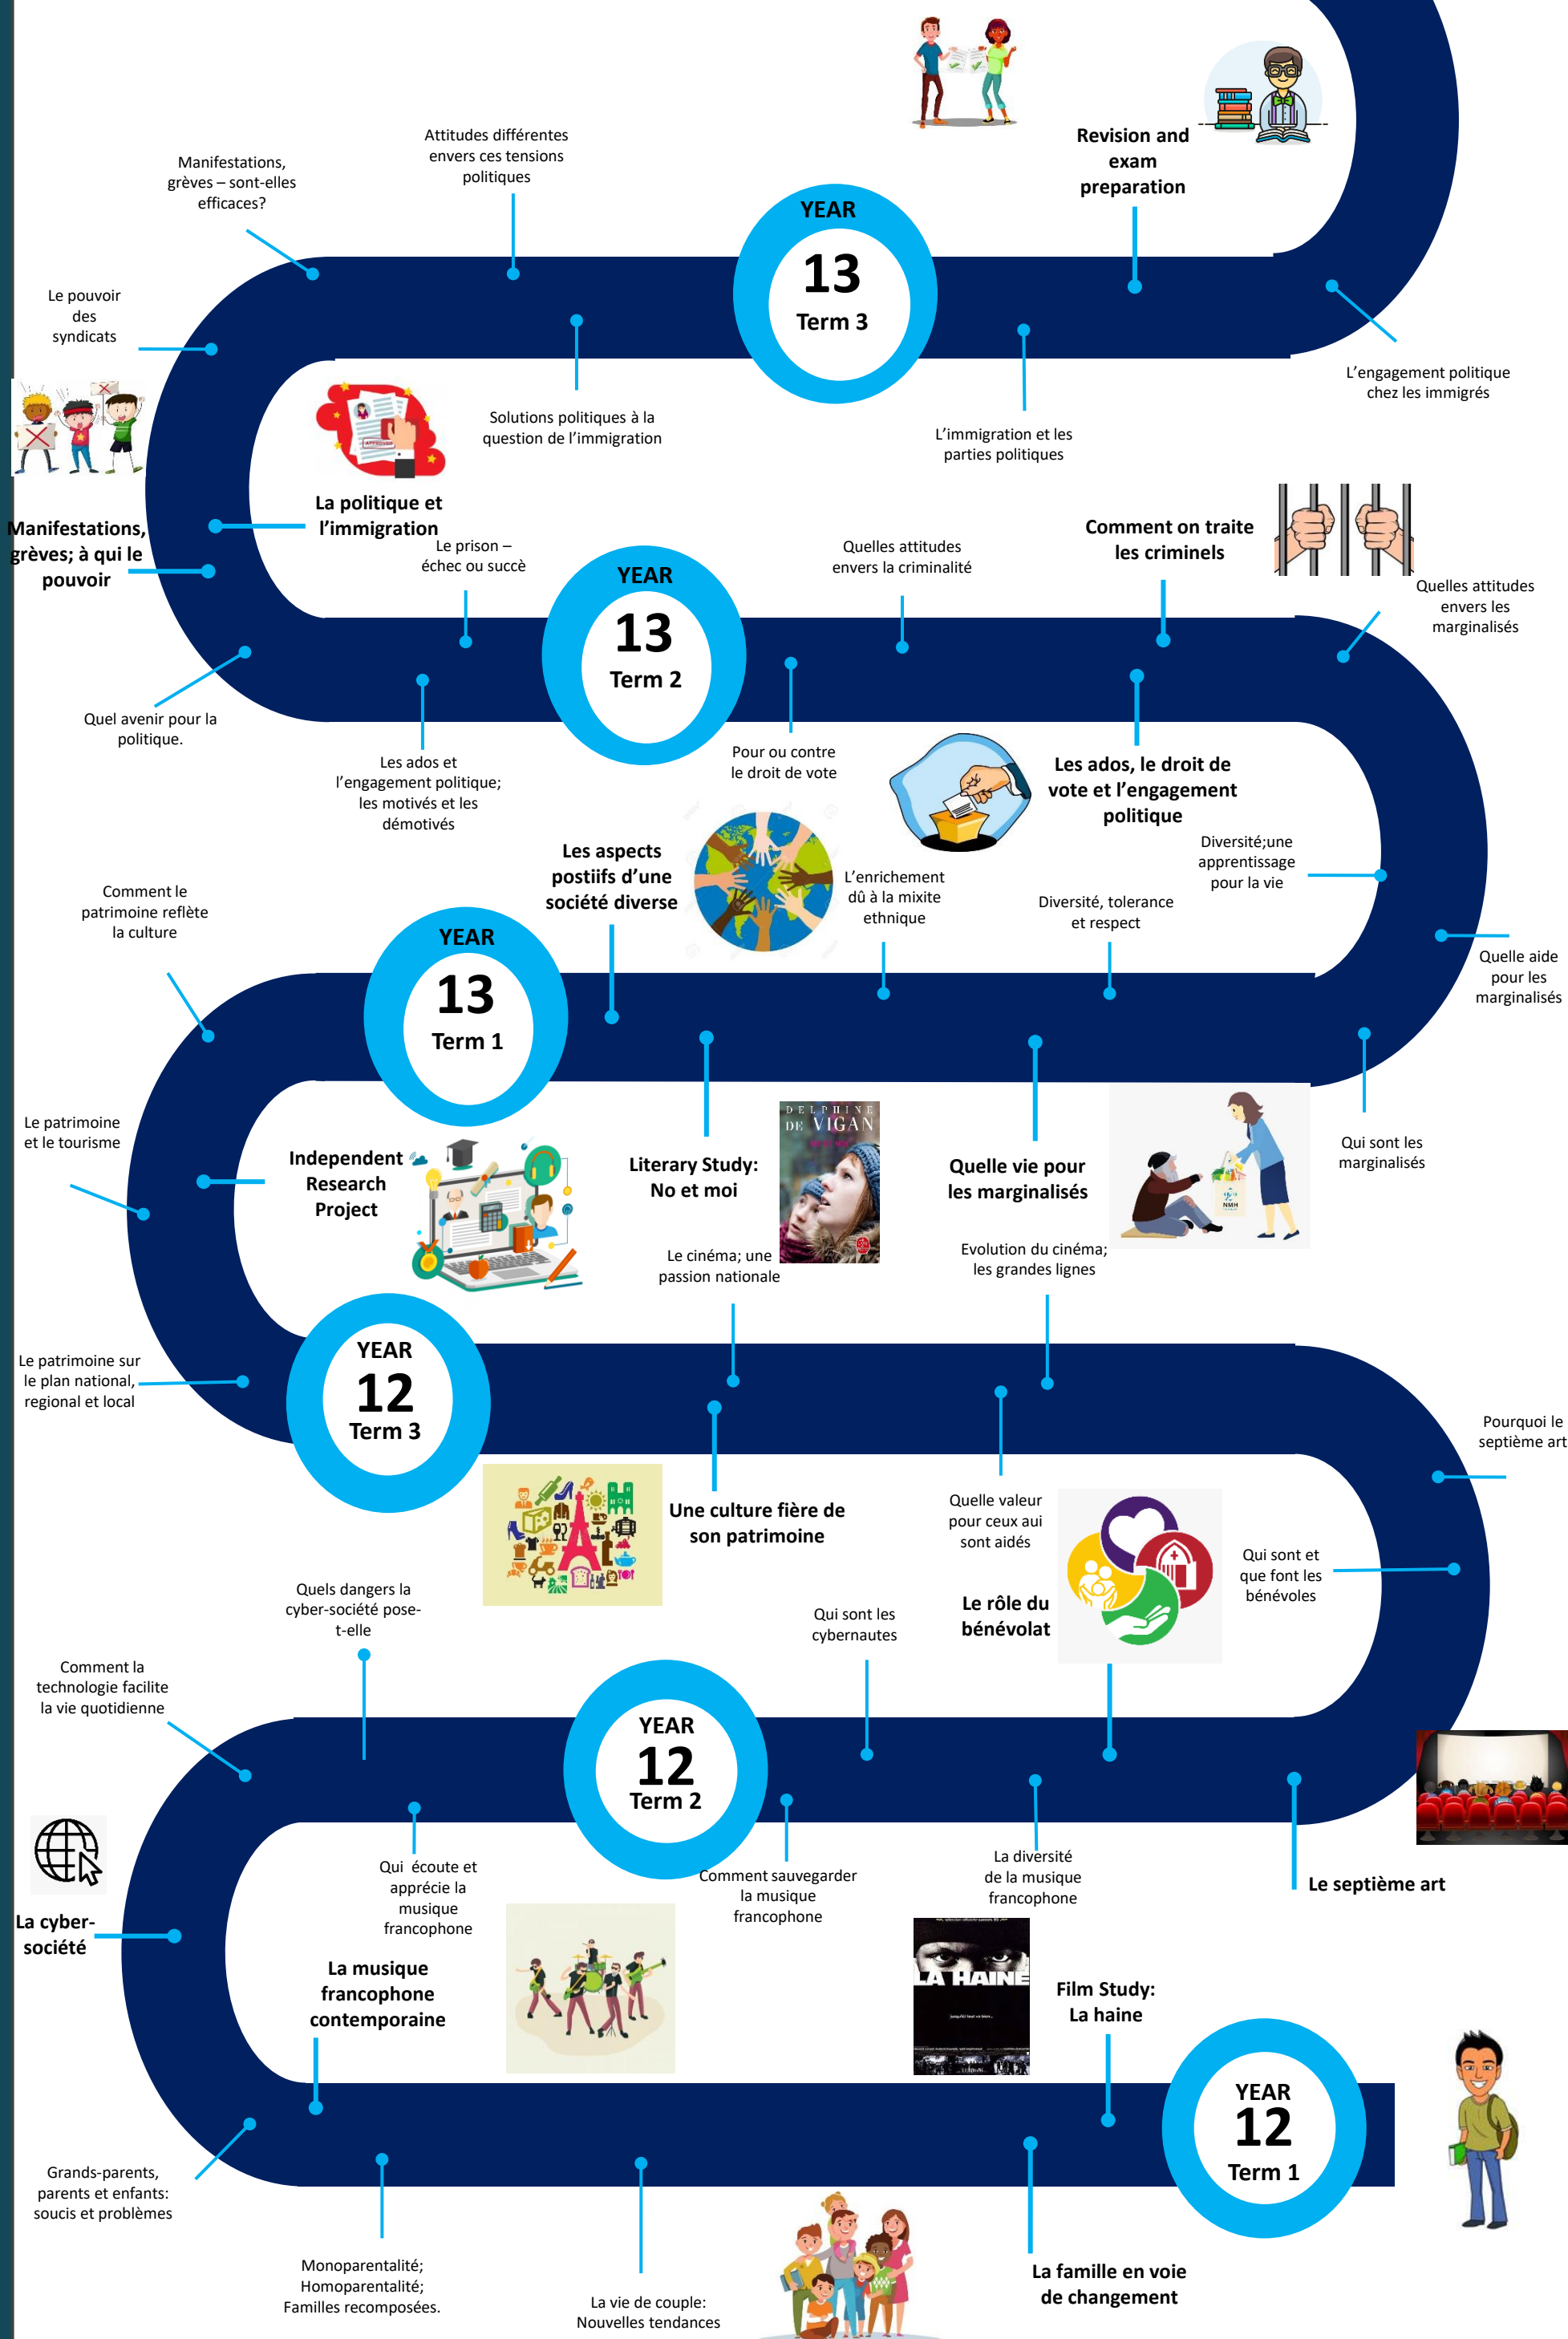 Revision and
exam
preparation
Attitudes différentes
envers ces tensions
politiques
Manifestations,
grèves – sont-elles
efficaces?
YEAR
13
Term 3
Le pouvoir
des
syndicats
L’engagement politique
chez les immigrés
Solutions politiques à la
question de l’immigration
L’immigration et les
parties politiques
APPROVED
La politique et
l’immigration
Manifestations,
grèves; à qui le
pouvoir
Le prison –
échec ou succè
Quelles attitudes
envers la criminalité
Comment on traite
les criminels
YEAR
13
Term 2
Quelles attitudes
envers les
marginalisés
Quel avenir pour la
politique.
Les ados et
l’engagement politique;
les motivés et les
démotivés
Pour ou contre
le droit de vote
Les ados, le droit de
vote et l’engagement
politique
Les aspects
postiifs d’une
société diverse
L’enrichement
dû à la mixite
ethnique
Diversité, tolerance
et respect
Diversité;une
apprentissage
pour la vie
Comment le
patrimoine reflète
la culture
YEAR
13
Term 1
Quelle aide
pour les
marginalisés
Le patrimoine
et le tourisme
Independent
Research
Project
Literary Study:
No et moi
DELPHINE
DE VIGAN
Quelle vie pour
les marginalisés
NMH
Qui sont les
marginalisés
Le cinéma; une
passion nationale
Evolution du cinéma;
les grandes lignes
YEAR
12
Term 3
Le patrimoine sur
le plan national,
regional et local
Pourquoi le
septième art
Une culture fière de
son patrimoine
Quelle valeur
pour ceux aui
sont aidés
Qui sont et
que font les
bénévoles
Le rôle du
bénévolat
Quels dangers la
cyber-société pose-
t-elle
Qui sont les
cybernautes
Comment la
technologie facilite
la vie quotidienne
YEAR
12
Term 2
Qui écoute et
apprécie la
musique
francophone
Comment sauvegarder
la musique
francophone
La diversité
de la musique
francophone
Le septième art
La cyber-
société
La musique
francophone
contemporaine
LA HAINE
Film Study:
La haine
YEAR
12
Term 1
Grands-parents,
parents et enfants:
soucis et problèmes
Monoparentalité;
Homoparentalité;
Familles recomposées.
La vie de couple:
Nouvelles tendances
La famille en voie
de changement